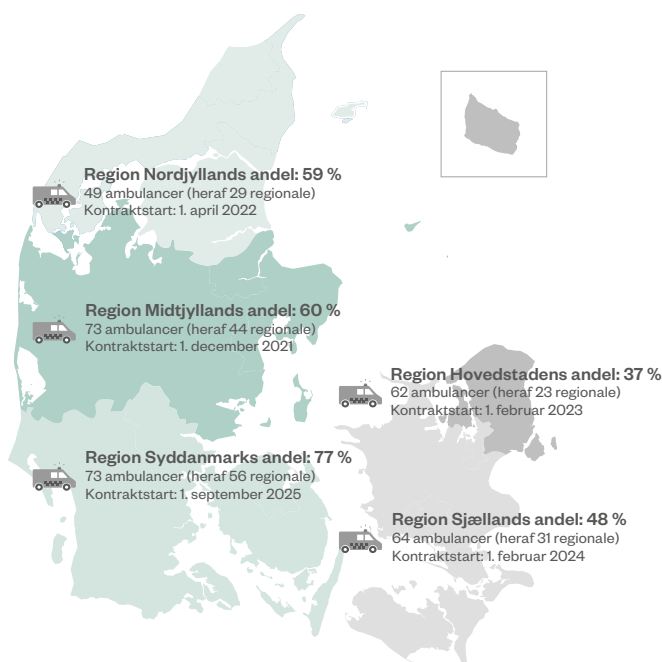 Region Nordjyllands andel: 59 %
49 ambulancer (heraf 29 regionale)
Kontraktstart: 1. april 2022
Region Midtjyllands andel: 60 %
73 ambulancer (heraf 44 regionale)
Kontraktstart: 1. december 2021
Region Hovedstadens andel: 37 %
62 ambulancer (heraf 23 regionale)
Kontraktstart: 1. februar 2023
Region Syddanmarks andel: 77 %
73 ambulancer (heraf 56 regionale)
Kontraktstart: 1. september 2025
Region Sjællands andel: 48 %
64 ambulancer (heraf 31 regionale)
Kontraktstart: 1. februar 2024